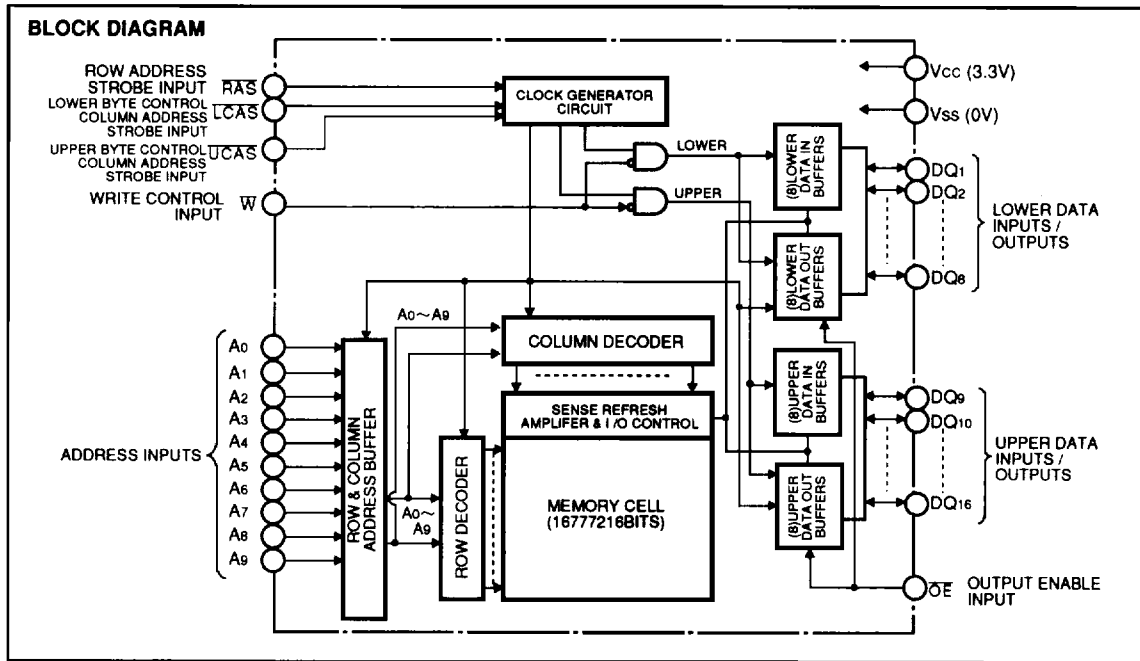 BLOCK DIAGRAM
ROW ADDRESS
STROBE INPUT RAS
LOWER BYTE CONTROL
COLUMN ADDRESS
STROBE INPUT
LCAS
UPPER BYTE CONTROL
COLUMN ADDRESS
STROBE INPUT
UCAS
WRITE CONTROL
INPUT
W
CLOCK GENERATOR
CIRCUIT
LOWER
UPPER
VCC (3.3V)
VSS (0V)
(8)LOWER
DATA IN
BUFFERS
(8)LOWER
DATA OUT
BUFFERS
DQ1
DQ2
DQ8
LOWER DATA
INPUTS /
OUTPUTS
ADDRESS INPUTS
A0
A1
A2
A3
A4
A5
A6
A7
A8
A9
ROW & COLUMN
ADDRESS BUFFER
A0~A9
A0~
A9
ROW DECODER
COLUMN DECODER
SENSE REFRESH
AMPLIFER & I /O CONTROL
MEMORY CELL
(16777216BITS)
(8)UPPER
DATA IN
BUFFERS
(8)UPPER
DATA OUT
BUFFERS
DQ9
DQ10
DQ16
UPPER DATA
INPUTS /
OUTPUTS
OE
OUTPUT ENABLE
INPUT